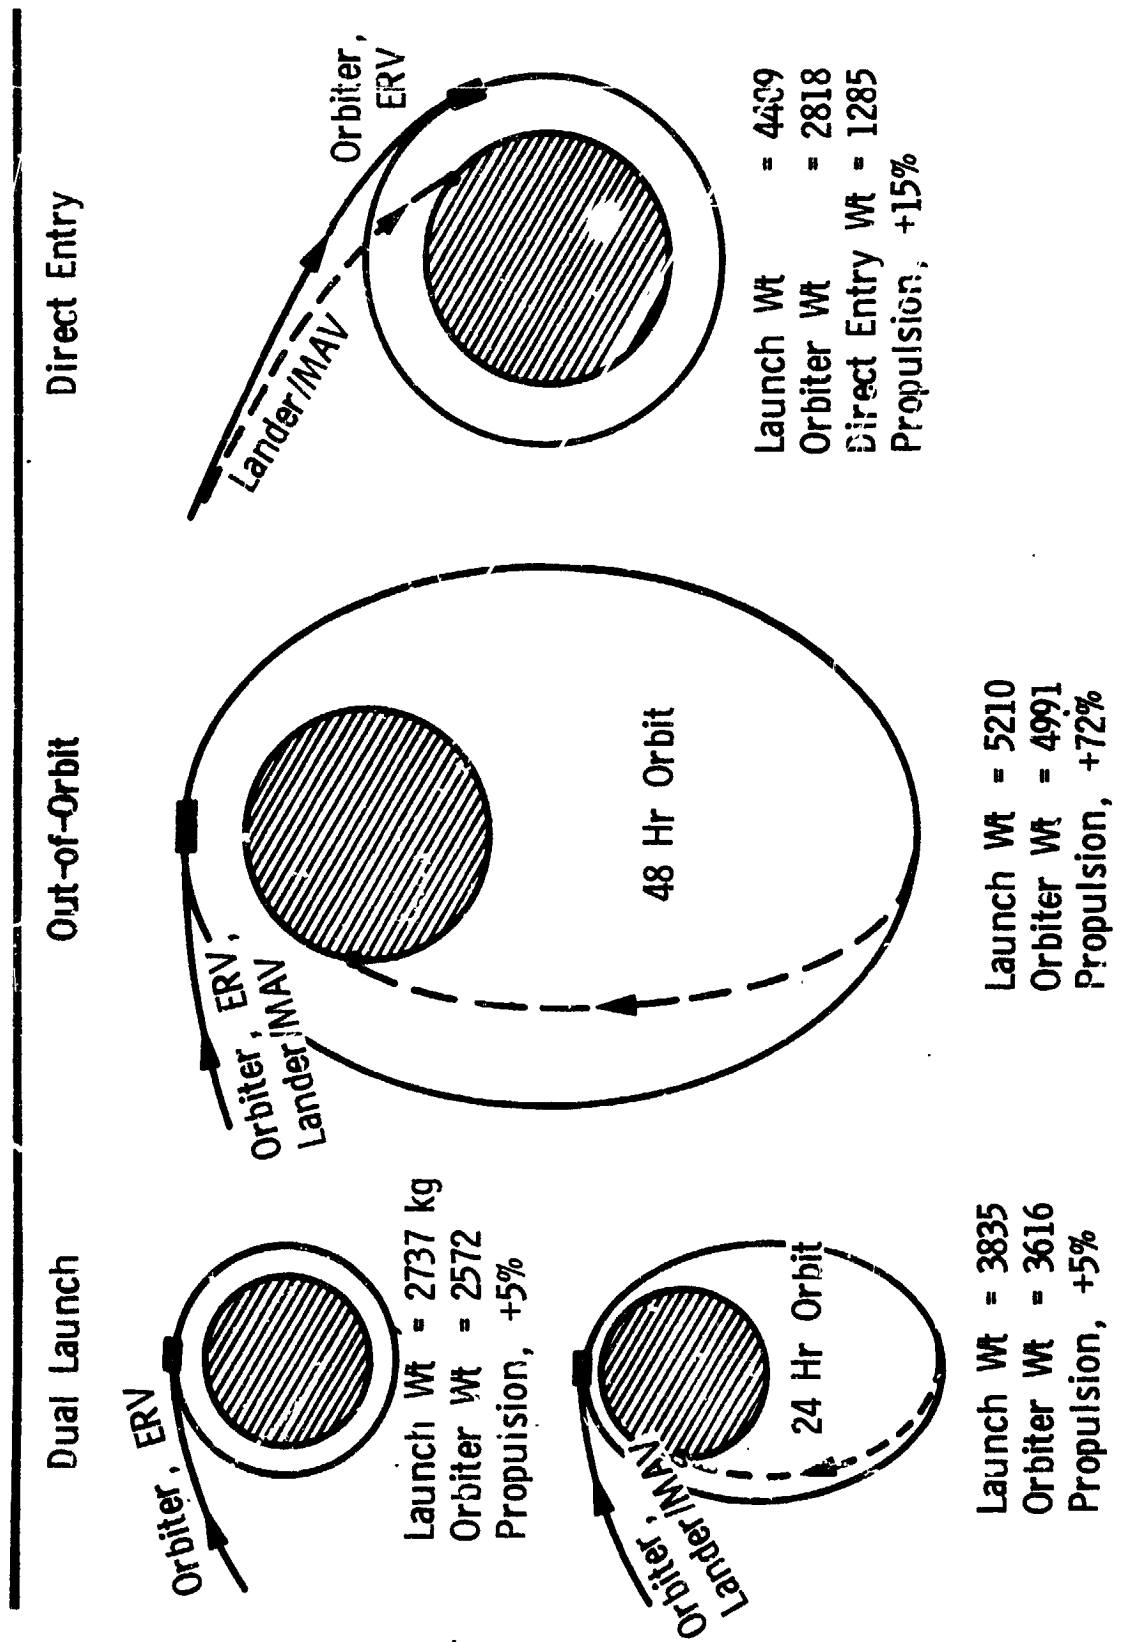 Dual Launch
Orbiter, ERV
Launch Wt = 2737 kg
Orbiter Wt = 2572
Propulsion, +5%
Orbiter,
Lander/MAV
24 Hr Orbit
Launch Wt = 3835
Orbiter Wt = 3616
Propulsion, +5%
Out-of-Orbit
Orbiter, ERV,
Lander/MAV
48 Hr Orbit
Launch Wt = 5210
Orbiter Wt = 4991
Propulsion, +72%
Direct Entry
Orbiter,
ERV
Lander/MAV
Launch Wt = 4409
Orbiter Wt = 2818
Direct Entry Wt = 1285
Propulsion, +15%